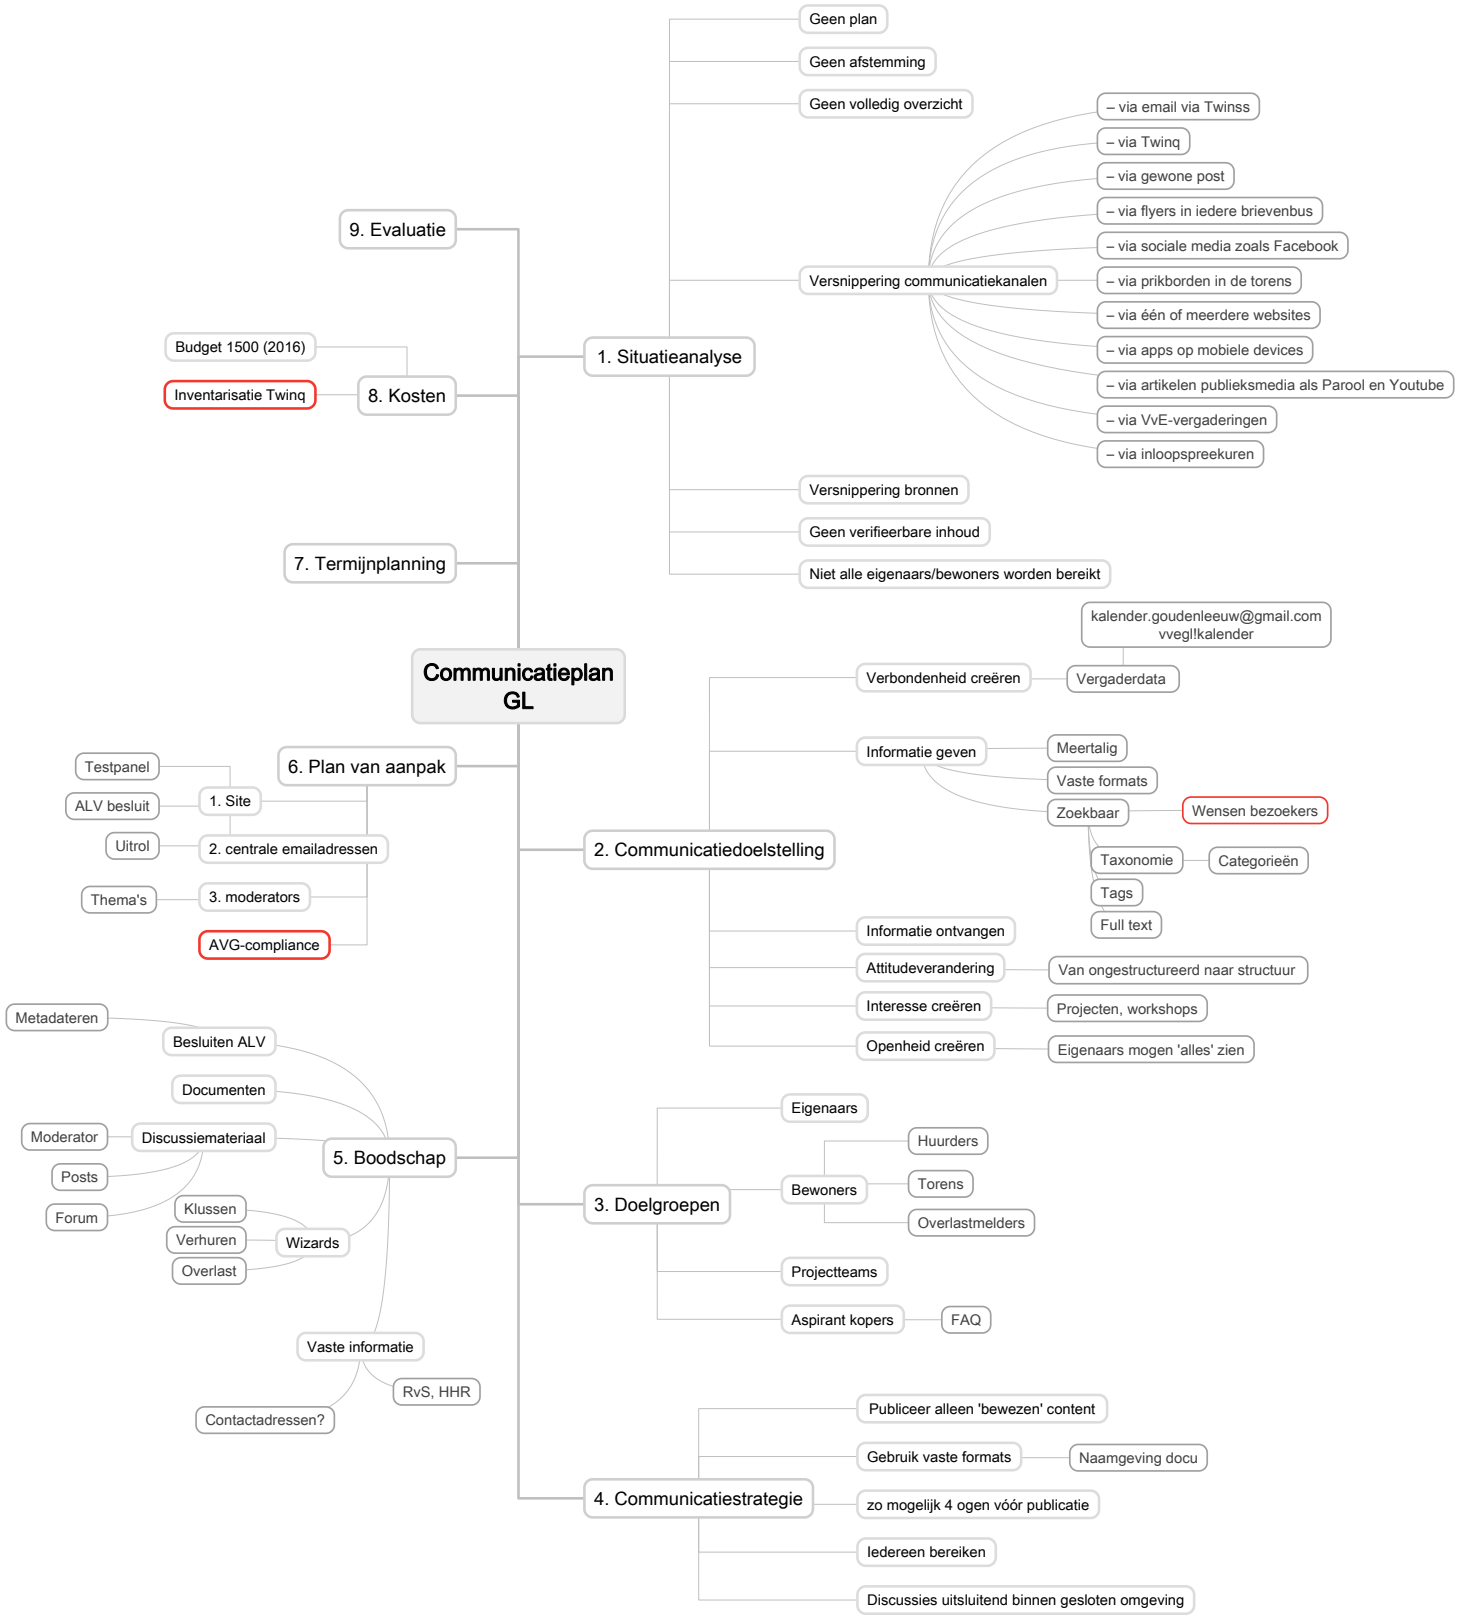 Communicatieplan
GL
1. Situatieanalyse
Geen plan
Geen afstemming
Geen volledig overzicht
Versnippering communicatiekanalen
– via email via Twinss
– via Twinq
– via gewone post
– via flyers in iedere brievenbus
– via sociale media zoals Facebook
– via prikborden in de torens
– via één of meerdere websites
– via apps op mobiele devices
– via artikelen publieksmedia als Parool en Youtube
– via VvE-vergaderingen
– via inloopspreekuren
Versnippering bronnen
Geen verifieerbare inhoud
Niet alle eigenaars/bewoners worden bereikt
2. Communicatiedoelstelling
Verbondenheid creëren
Vergaderdata
kalender.goudenleeuw@gmail.com
vvegl!kalender
Informatie geven
Meertalig
Vaste formats
Zoekbaar
Wensen bezoekers
Taxonomie
Categorieën
Tags
Full text
Informatie ontvangen
Attitudeverandering
Van ongestructureerd naar structuur
Interesse creëren
Projecten, workshops
Openheid creëren
Eigenaars mogen 'alles' zien
3. Doelgroepen
Eigenaars
Bewoners
Huurders
Torens
Overlastmelders
Projectteams
Aspirant kopers
FAQ
4. Communicatiestrategie
Publiceer alleen 'bewezen' content
Gebruik vaste formats
Naamgeving docu
zo mogelijk 4 ogen vóór publicatie
Iedereen bereiken
Discussies uitsluitend binnen gesloten omgeving
5. Boodschap
Besluiten ALV
Metadateren
Documenten
Discussiemateriaal
Moderator
Posts
Forum
Wizards
Klussen
Verhuren
Overlast
Vaste informatie
RvS, HHR
Contactadressen?
6. Plan van aanpak
1. Site
Testpanel
ALV besluit
Uitrol
2. centrale emailadressen
3. moderators
Thema's
AVG-compliance
7. Termijnplanning
8. Kosten
Budget 1500 (2016)
Inventarisatie Twinq
9. Evaluatie